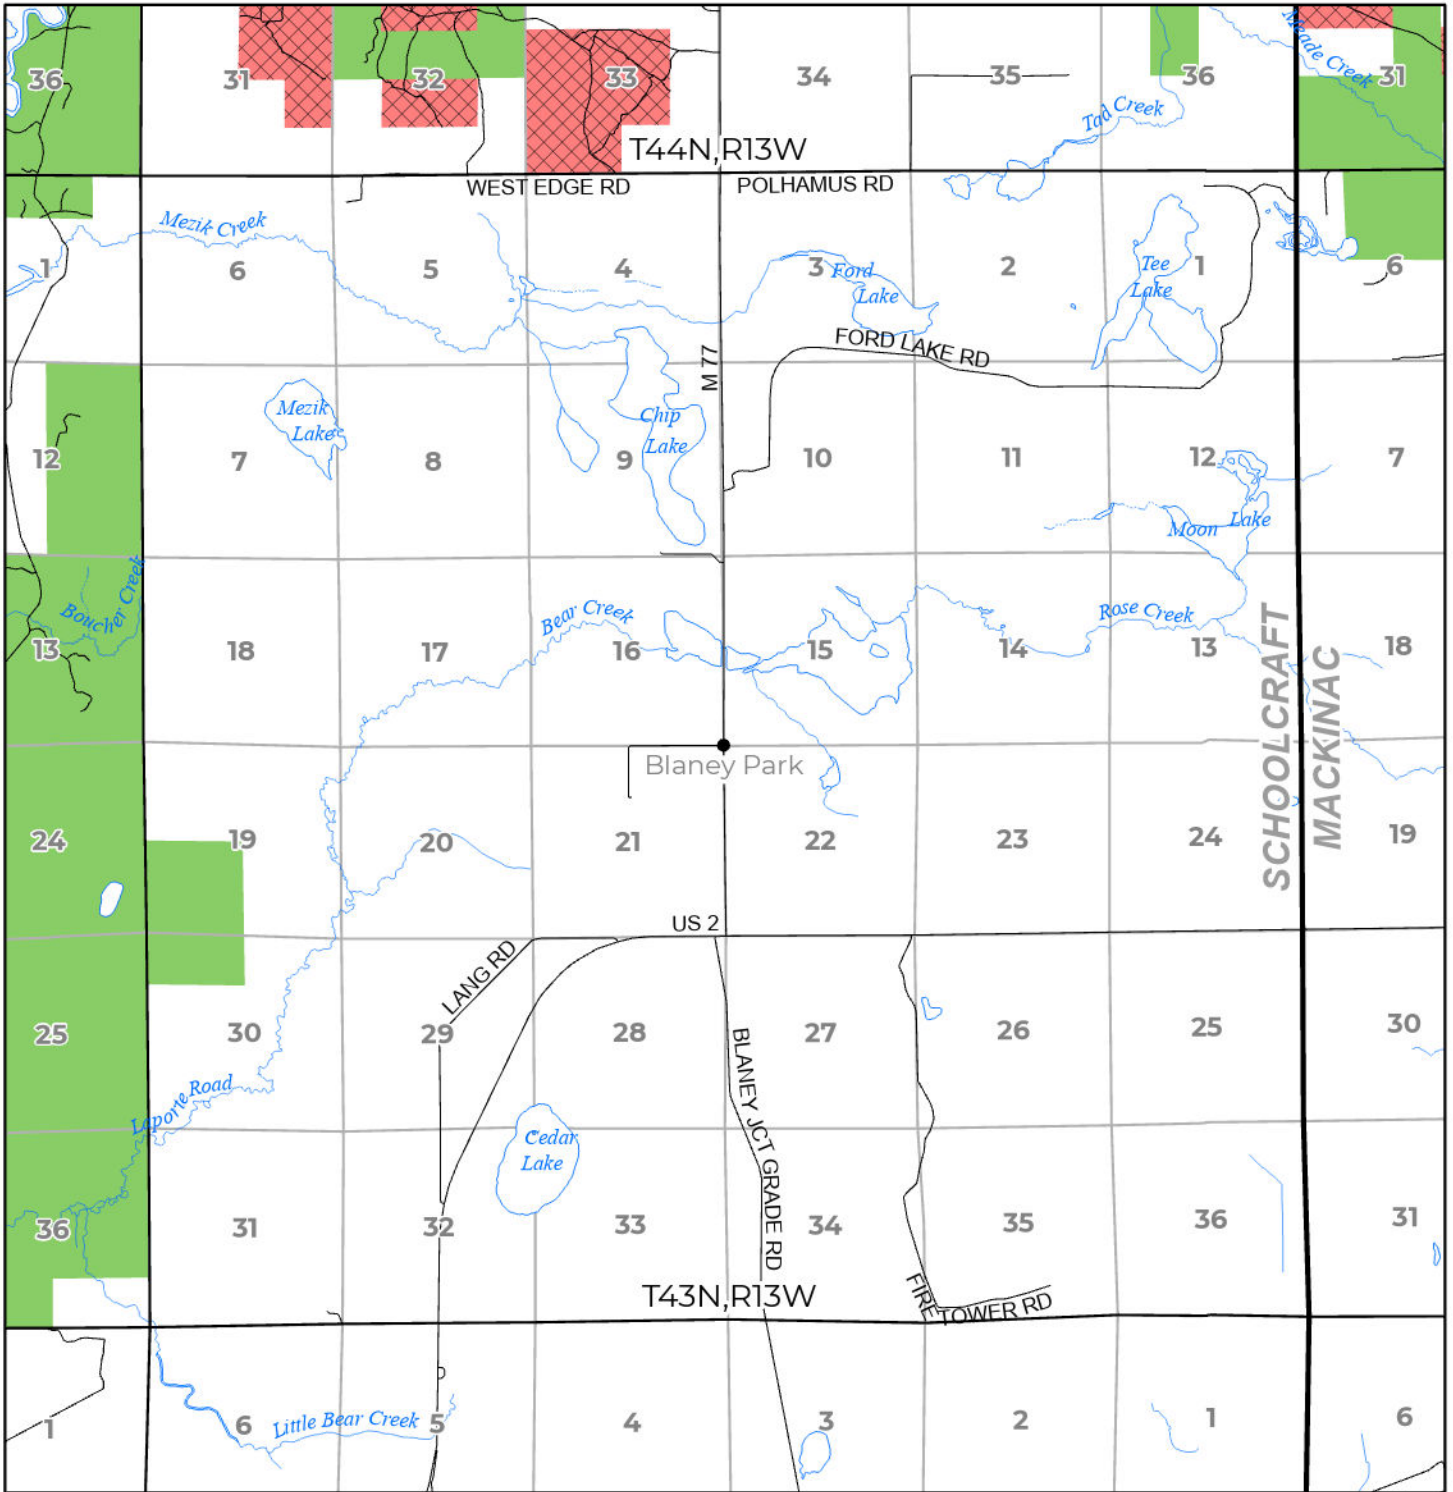 36
31
32
33
34
35
36
31
Meade Creek
Tad Creek
T44N,R13W
WEST EDGE RD
POLHAMUS RD
Mezik Creek
1
6
5
4
3
2
1
6
Ford
Lake
Tee
Lake
FORD LAKE RD
M 77
Mezik
Lake
Chip
Lake
12
7
8
9
10
11
12
7
Moon Lake
Boucher Creek
Bear Creek
Rose Creek
13
18
17
16
15
14
13
18
SCHOOLCRAFT
MACKINAC
Blaney Park
24
19
20
21
22
23
24
19
US 2
LANG RD
25
30
29
28
27
26
25
30
BLANEY JCT GRADE RD
Laporte Road
Cedar
Lake
36
31
32
33
34
35
36
31
T43N,R13W
FIRE TOWER RD
1
6
Little Bear Creek
5
4
3
2
1
6